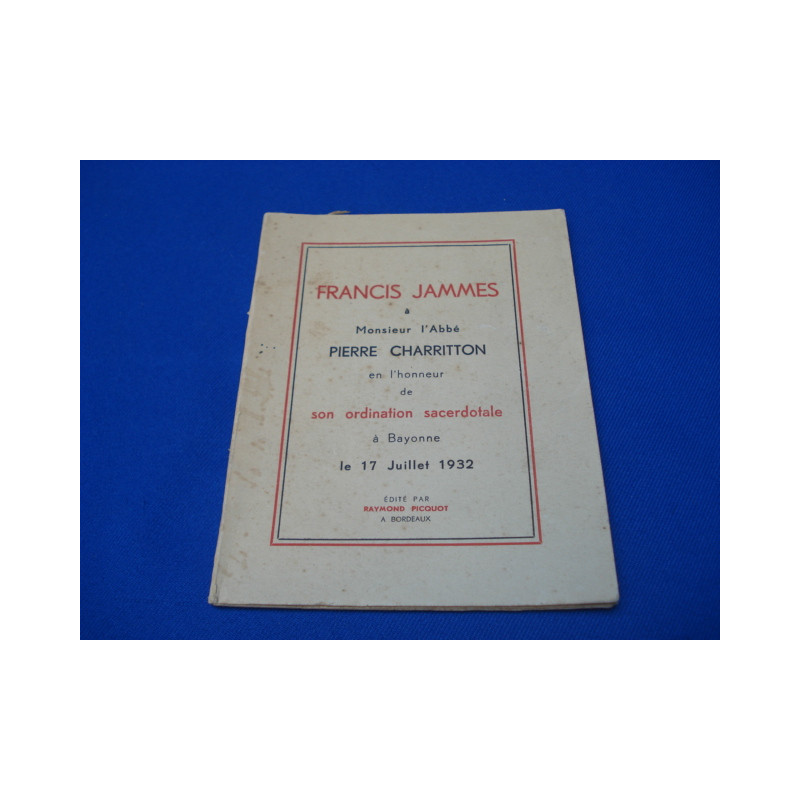 FRANCIS JAMMES
à
Monsieur l'Abbé
PIERRE CHARRITTON
en l'honneur
de
son ordination sacerdotale
à Bayonne
le 17 Juillet 1932
ÉDITÉ PAR
RAYMOND PICQUOT
A BORDEAUX